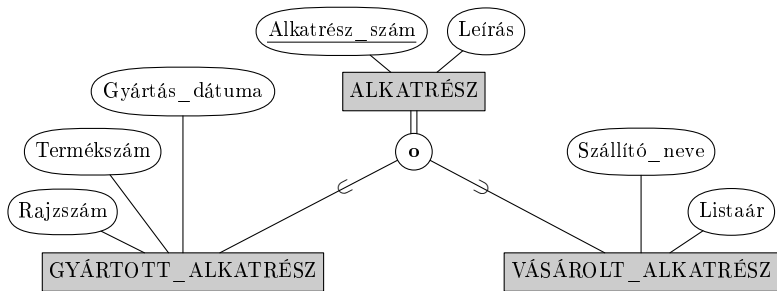 Alkatrész_szám
Leírás
Gyártás_dátuma
ALKATRÉSZ
Termékszám
o
Szállító_neve
Rajzszám
Listaár
GYÁRTOTT_ALKATRÉSZ
VÁSÁROLT_ALKATRÉSZ